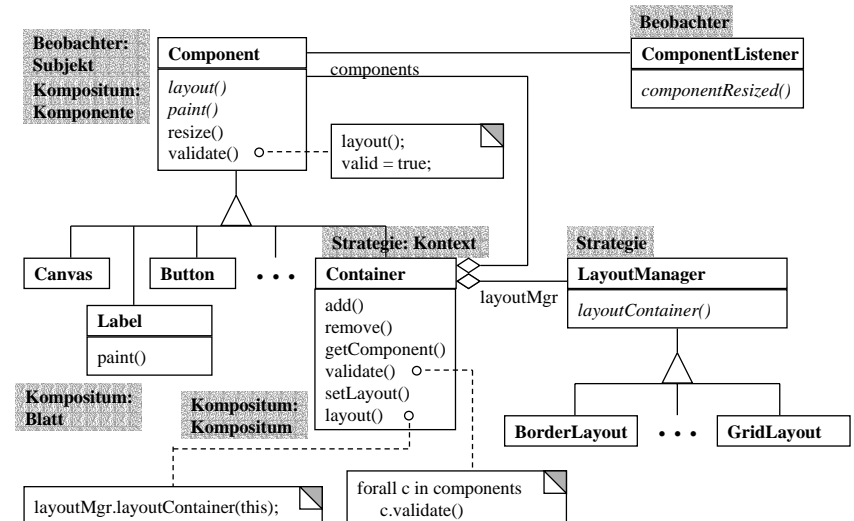 Beobachter
Beobachter:
Subjekt
Component
ComponentListener
components
layout()
componentResized()
Kompositum:
Komponente
paint()
resize()
validate()
layout();
valid = true;
Strategie: Kontext
Strategie
Canvas
Button
• • •
Container
LayoutManager
layoutMgr
layoutContainer()
Label
paint()
add()
remove()
getComponent()
validate()
setLayout()
layout()
Kompositum:
Blatt
Kompositum:
Kompositum
BorderLayout
• • •
GridLayout
layoutMgr.layoutContainer(this);
forall c in components
c.validate()